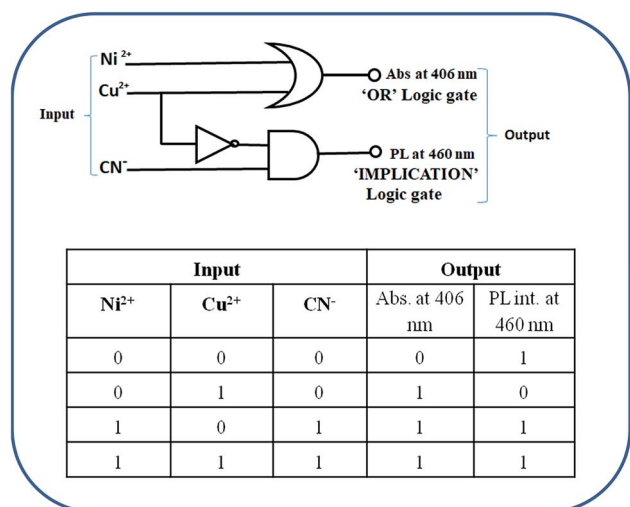 Ni 2+
Cu2+
Input
CN-
Abs at 406 nm
'OR' Logic gate
Output
PL at 460 nm
'IMPLICATION'
Logic gate
Input Output
Ni2+ Cu2+ CN- Abs. at 406 nm PL int. at 460 nm
0 0 0 0 1
0 1 0 1 0
1 0 1 1 1
1 1 1 1 1